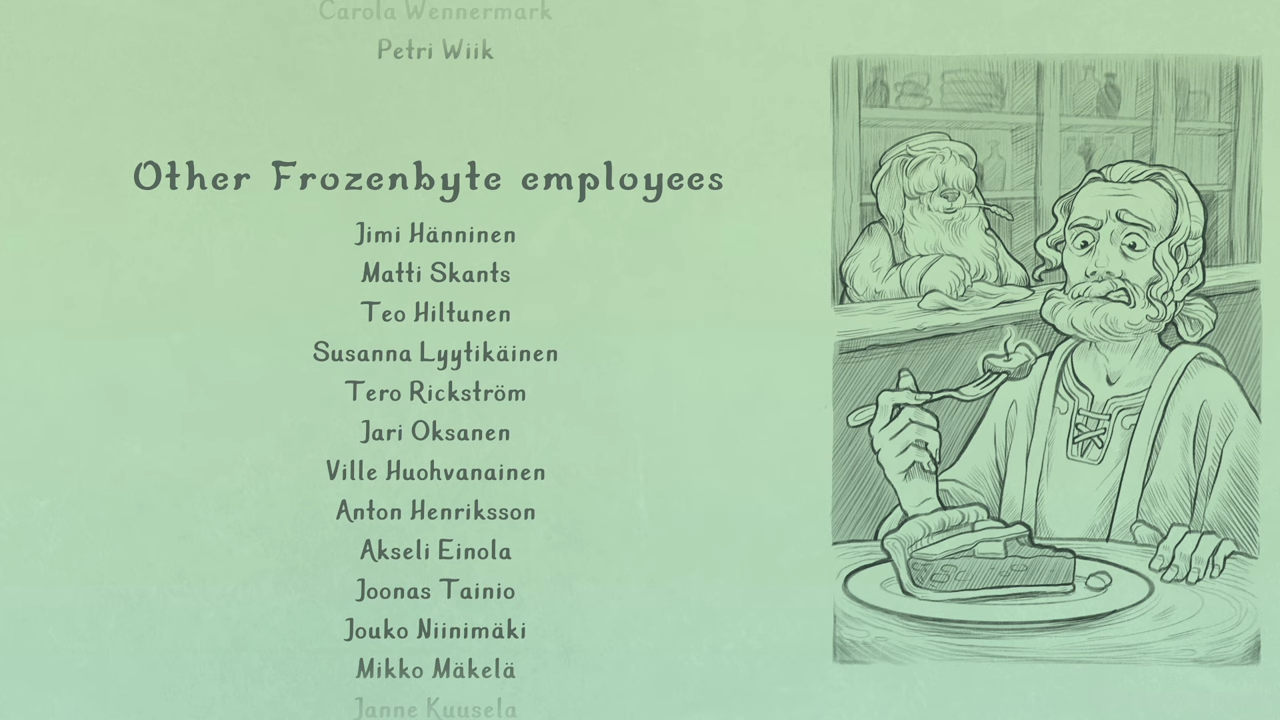 Carola Wennermark
Petri Wiik
Other Frozenbyte employees
Jimi Hänninen
Matti Skants
Teo Hiltunen
Susanna Lyytikäinen
Tero Rickström
Jari Oksanen
Ville Huohvanainen
Anton Henriksson
Akseli Einola
Joonas Tainio
Jouko Niinimäki
Mikko Mäkelä
Janne Kuusela